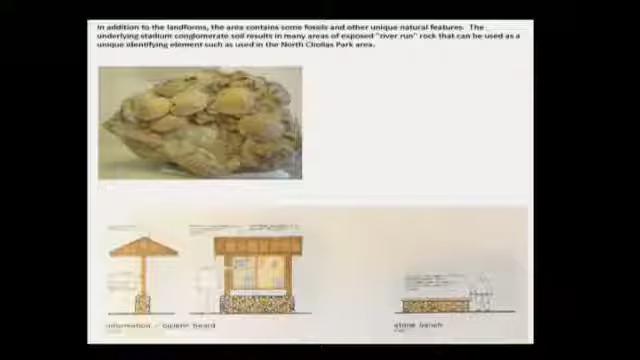 In addition to the landforms, the area contains some fossils and other unique natural features. The
underlying stadium conglomerate soil results in many areas of exposed "river run" rock that can be used as a
unique identifying element such as used in the North Chollas Park area.
information / bulletin board
stone bench